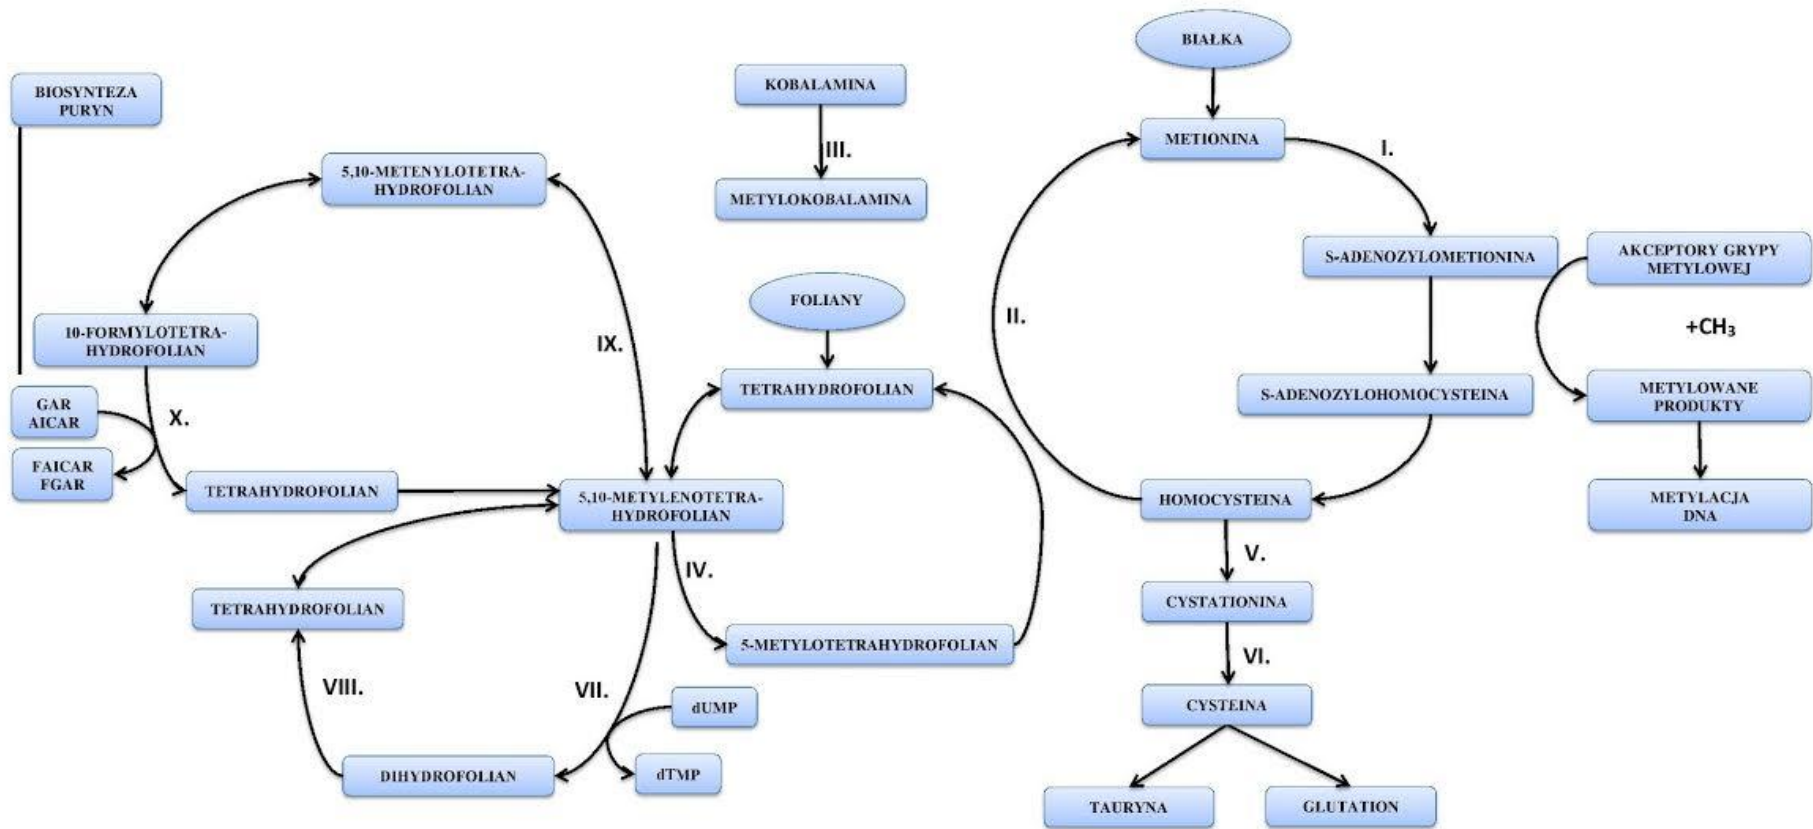 BIAŁKA
BIOSYNTEZA
PURYN
KOBALAMINA
METIONINA
I.
III.
5,10-METENYLOTETRA-
HYDROFOLIAN
METYLOKOBALAMINA
S-ADENOZYLOMETIONINA
AKCEPTORY GRYPY
METYLOWEJ
FOLIANY
II.
+CH₃
10-FORMYLOTETRA-
HYDROFOLIAN
IX.
TETRAHYDROFOLIAN
S-ADENOZYLOHOMOCYSTEINA
METYLOWANE
PRODUKTY
GAR
AICAR
X.
FAICAR
FGAR
TETRAHYDROFOLIAN
5,10-METYLENOTETRA-
HYDROFOLIAN
HOMOCYSTEINA
METYLACJA
DNA
V.
IV.
TETRAHYDROFOLIAN
CYSTATIONINA
5-METYLOTETRAHYDROFOLIAN
VI.
VIII.
VII.
dUMP
CYSTEINA
DIHYDROFOLIAN
dTMP
TAURYNA
GLUTATION